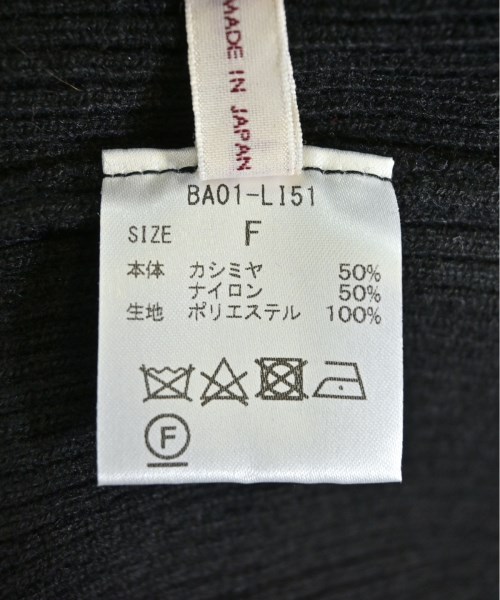 MADE IN JAPAN
BA01-LI51
SIZE F
本体 カシミヤ 50%
ナイロン 50%
生地 ポリエステル 100%
F